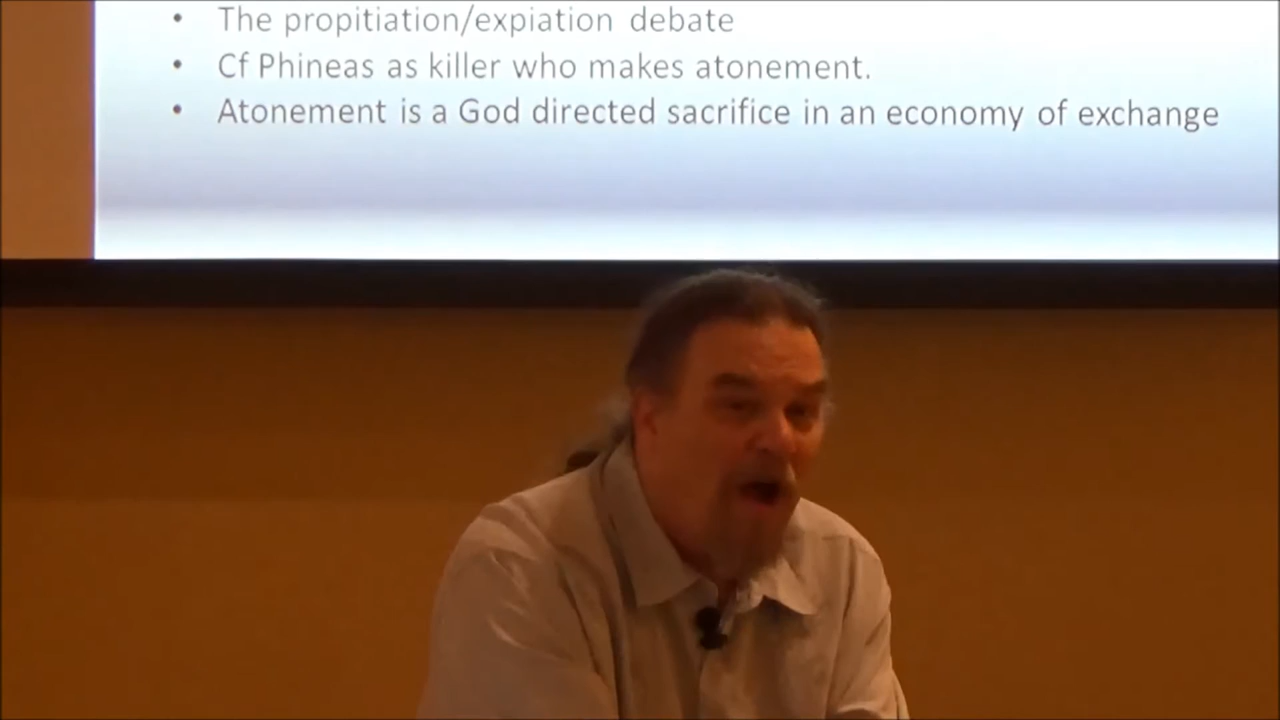 • The propitiation/expiation debate
• Cf Phineas as killer who makes atonement.
• Atonement is a God directed sacrifice in an economy of exchange